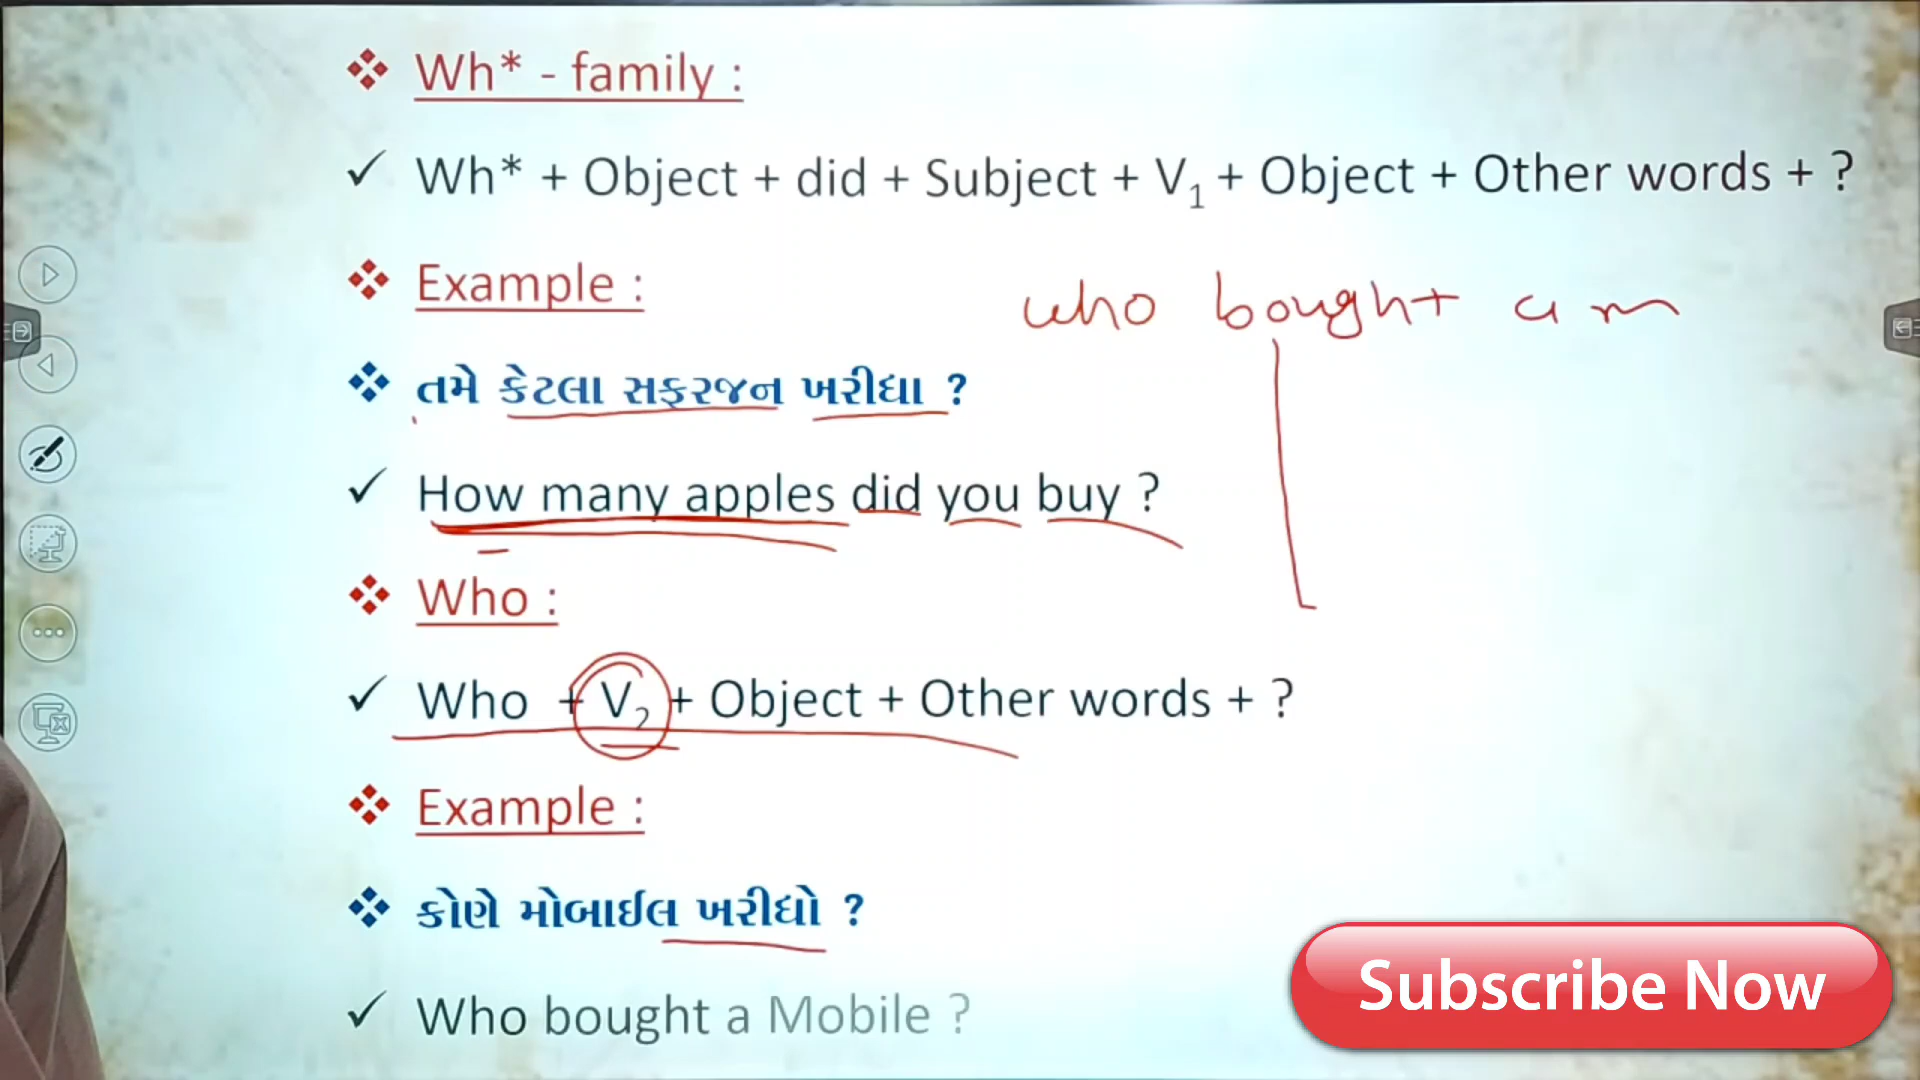 Wh* - family :
Wh* + Object + did + Subject + V1 + Object + Other words + ?
Example :
who bought a m
તમે કેટલા સફરજન ખરીધા ?
How many apples did you buy ?
Who :
Who + V2 + Object + Other words + ?
Example :
કોણે મોબાઈલ ખરીધો ?
Who bought a Mobile ?
Subscribe Now